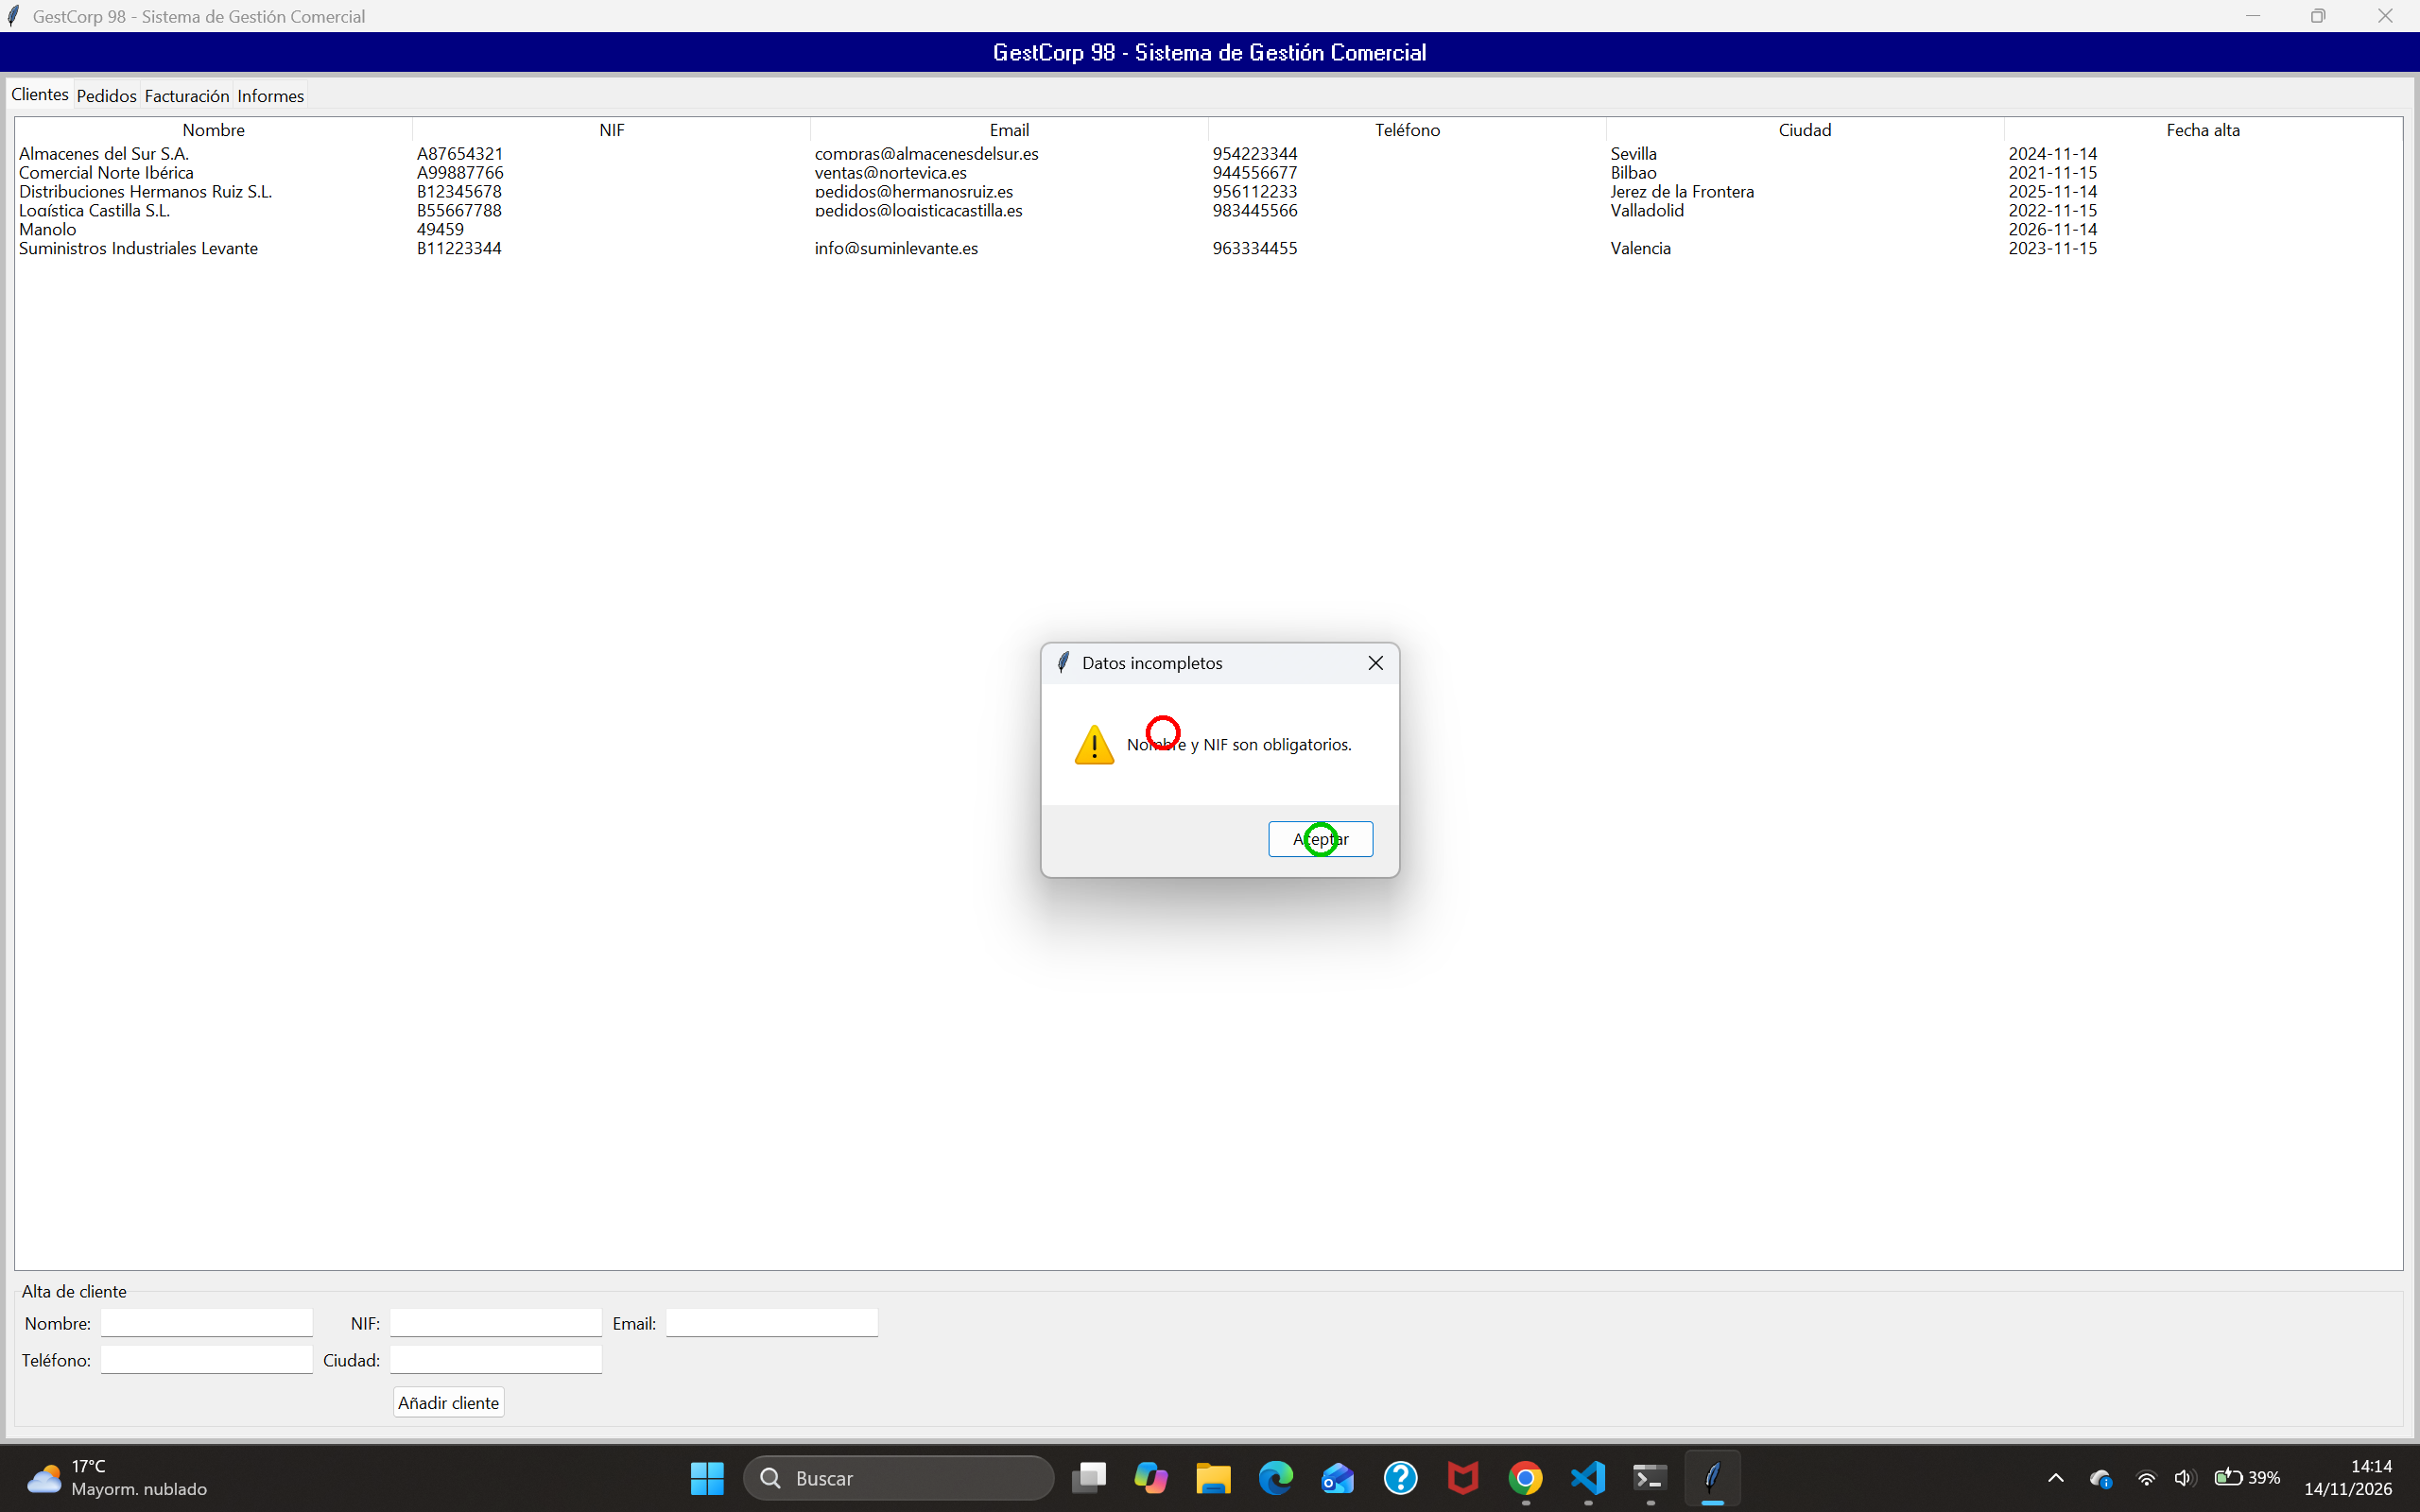 GestCorp 98 - Sistema de Gestión Comercial
GestCorp 98 - Sistema de Gestión Comercial
Clientes Pedidos Facturación Informes
Nombre NIF Email Teléfono Ciudad Fecha alta
Almacenes del Sur S.A. A87654321 compras@almacenesdelsur.es 954223344 Sevilla 2024-11-14
Comercial Norte Ibérica A99887766 ventas@nortevica.es 944556677 Bilbao 2021-11-15
Distribuciones Hermanos Ruiz S.L. B12345678 pedidos@hermanosruiz.es 956112233 Jerez de la Frontera 2025-11-14
Logística Castilla S.L. B55667788 pedidos@logisticacastilla.es 983445566 Valladolid 2022-11-15
Manolo 49459 2026-11-14
Suministros Industriales Levante B11223344 info@suminlevante.es 963334455 Valencia 2023-11-15
Datos incompletos
Nombre y NIF son obligatorios.
Aceptar
Alta de cliente
Nombre: NIF: Email:
Teléfono: Ciudad:
Añadir cliente
17°C
Mayorm. nublado
Buscar
39%
14:14
14/11/2026